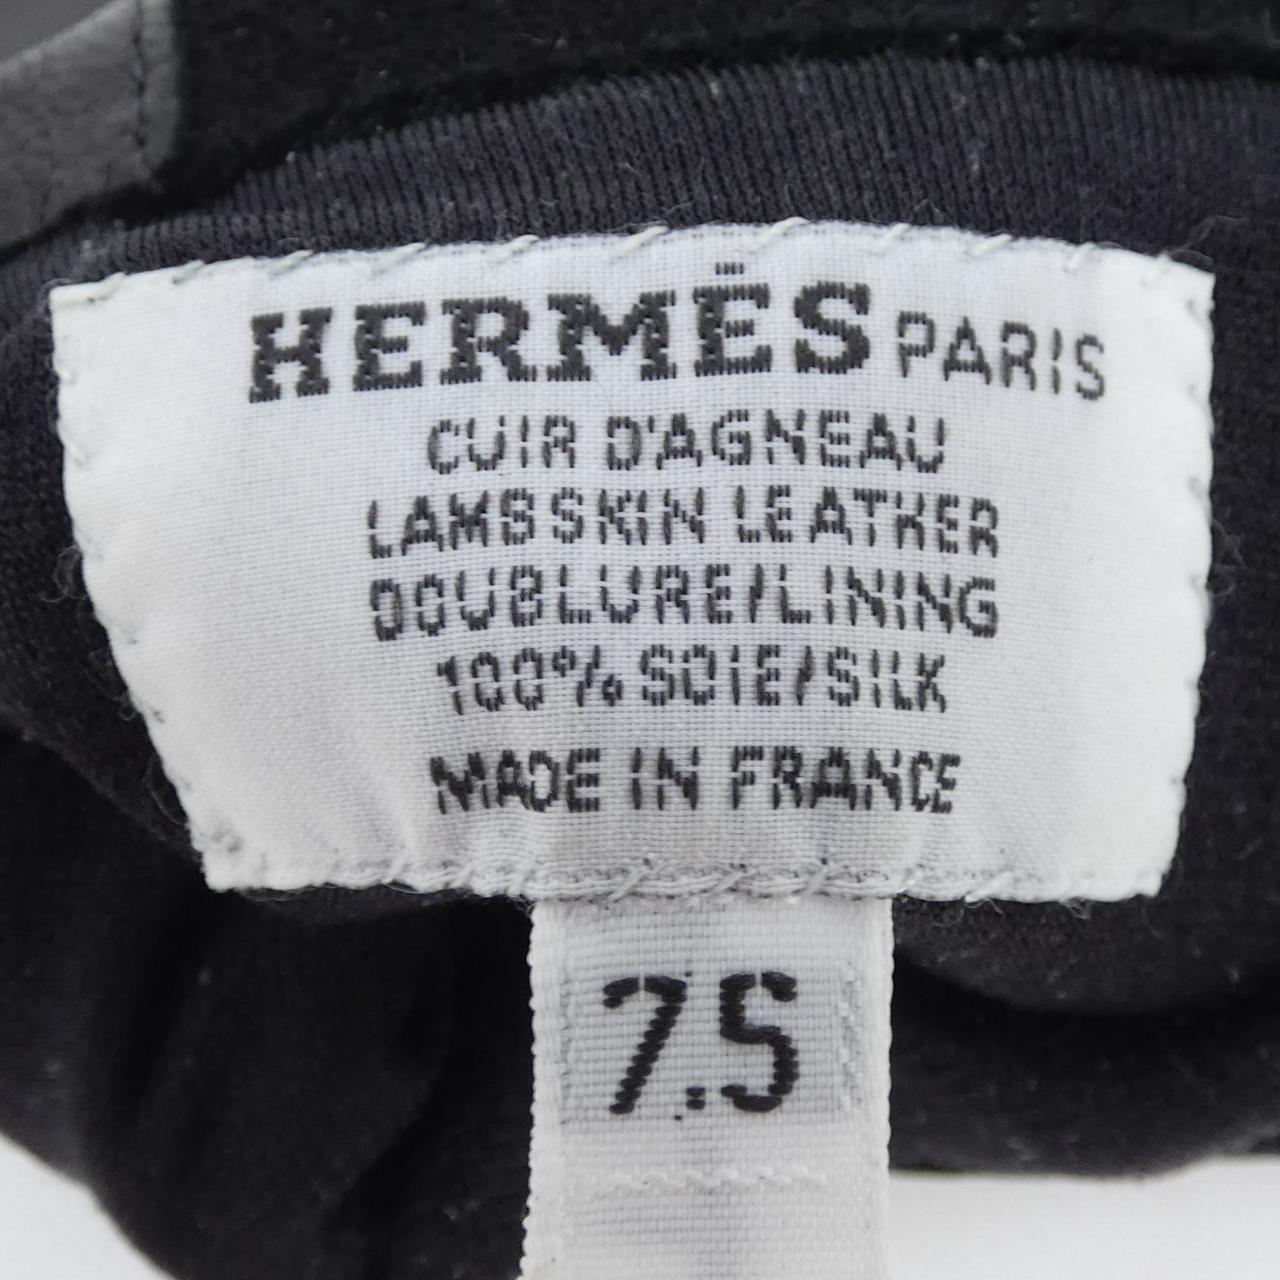 HERMÈS PARIS
CUIR D'AGNEAU
LAMBSKIN LEATHER
DOUBLURE/LINING
100% SOIE/SILK
MADE IN FRANCE
7.5